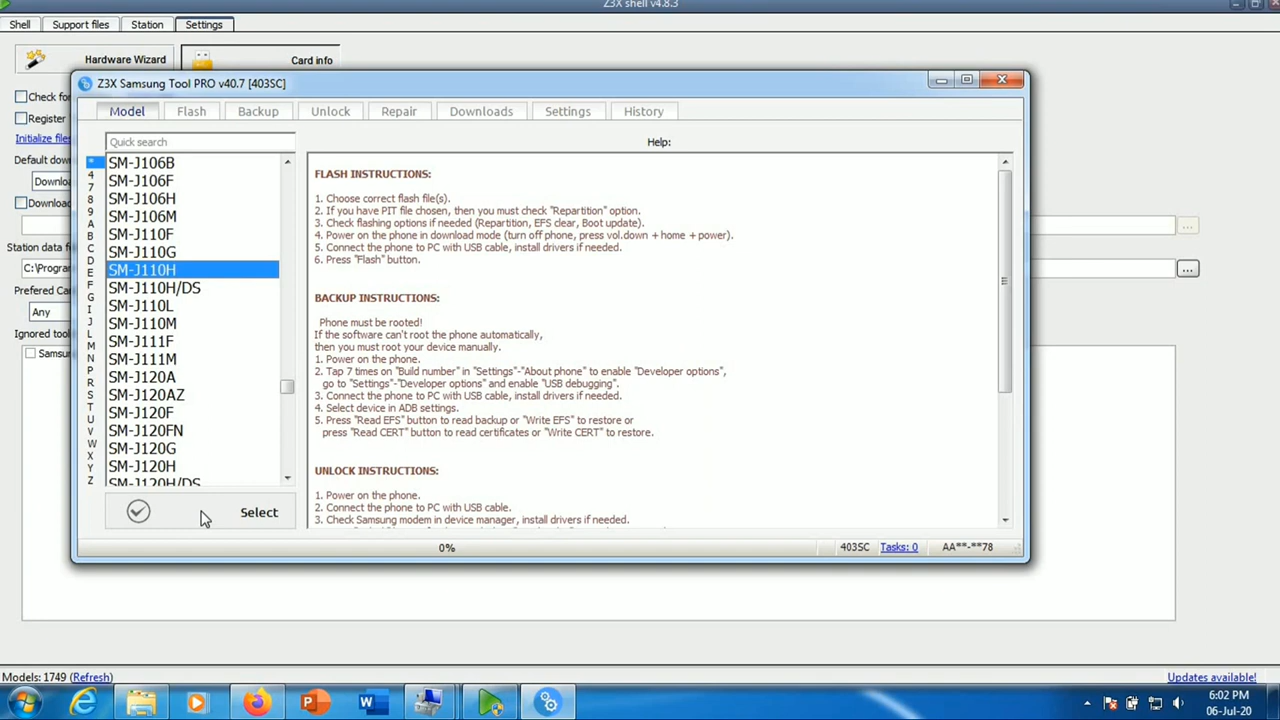 Z3X shell v4.8.3
Shell
Support files
Station
Settings
Hardware Wizard
Card info
Check for
Register
Initialize files
Default down
Downloa
Download
Station data fi
C:\Progra
Prefered Ca
Any
Ignored tool
Samsu
...
...
Z3X Samsung Tool PRO v40.7 [403SC]
Model
Flash
Backup
Unlock
Repair
Downloads
Settings
History
Quick search
Help:
*
4
7
8
9
A
B
C
D
E
F
G
I
J
L
M
N
P
R
S
T
U
V
W
X
Y
Z
SM-J106B
SM-J106F
SM-J106H
SM-J106M
SM-J110F
SM-J110G
SM-J110H
SM-J110H/DS
SM-J110L
SM-J110M
SM-J111F
SM-J111M
SM-J120A
SM-J120AZ
SM-J120F
SM-J120FN
SM-J120G
SM-J120H
SM-J120H/DS
Select
FLASH INSTRUCTIONS:
1. Choose correct flash file(s).
2. If you have PIT file chosen, then you must check "Repartition" option.
3. Check flashing options if needed (Repartition, EFS clear, Boot update).
4. Power on the phone in download mode (turn off phone, press vol.down + home + power).
5. Connect the phone to PC with USB cable, install drivers if needed.
6. Press "Flash" button.
BACKUP INSTRUCTIONS:
Phone must be rooted!
If the software can't root the phone automatically,
then you must root your device manually.
1. Power on the phone.
2. Tap 7 times on "Build number" in "Settings"-"About phone" to enable "Developer options",
go to "Settings"-"Developer options" and enable "USB debugging".
3. Connect the phone to PC with USB cable, install drivers if needed.
4. Select device in ADB settings.
5. Press "Read EFS" button to read backup or "Write EFS" to restore or
press "Read CERT" button to read certificates or "Write CERT" to restore.
UNLOCK INSTRUCTIONS:
1. Power on the phone.
2. Connect the phone to PC with USB cable.
3. Check Samsung modem in device manager, install drivers if needed.
0%
403SC
Tasks: 0
AA**-**78
Models: 1749 (Refresh)
Updates available!
6:02 PM
06-Jul-20